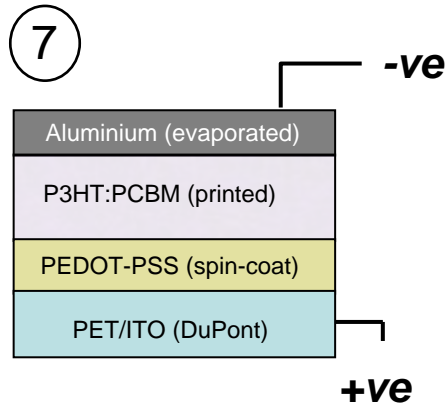 7
-ve
Aluminium (evaporated)
P3HT:PCBM (printed)
PEDOT-PSS (spin-coat)
PET/ITO (DuPont)
+ve